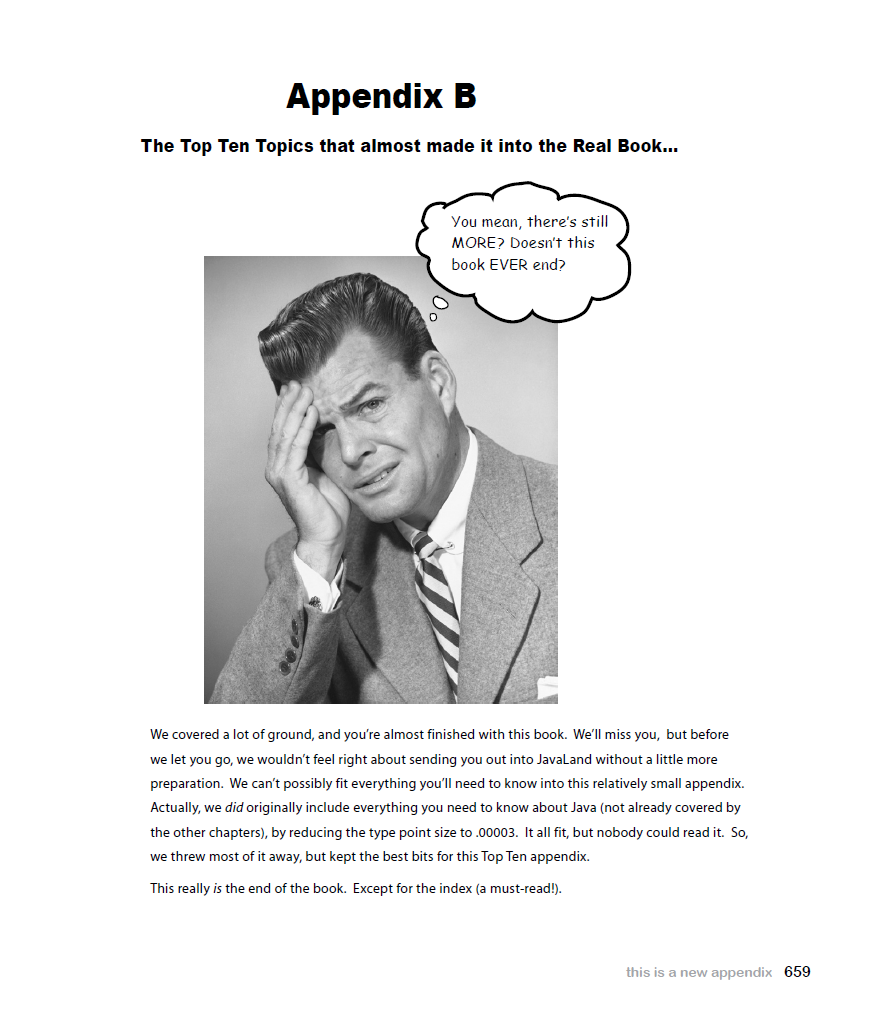 Appendix B
The Top Ten Topics that almost made it into the Real Book...
You mean, there's still
MORE? Doesn't this
book EVER end?
We covered a lot of ground, and you're almost finished with this book.  We'll miss you,  but before
we let you go, we wouldn't feel right about sending you out into JavaLand without a little more
preparation.  We can't possibly fit everything you'll need to know into this relatively small appendix.
Actually, we did originally include everything you need to know about Java (not already covered by
the other chapters), by reducing the type point size to .00003.  It all fit, but nobody could read it.  So,
we threw most of it away, but kept the best bits for this Top Ten appendix.
This really is the end of the book.  Except for the index (a must-read!).
this is a new appendix 659